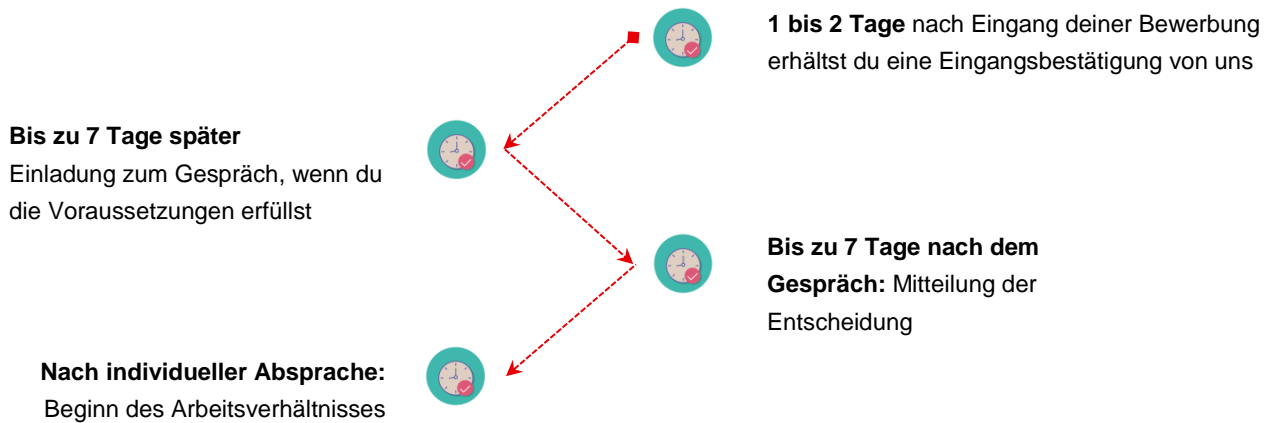 1 bis 2 Tage nach Eingang deiner Bewerbung
erhältst du eine Eingangsbestätigung von uns
Bis zu 7 Tage später
Einladung zum Gespräch, wenn du
die Voraussetzungen erfüllst
Bis zu 7 Tage nach dem
Gespräch: Mitteilung der
Entscheidung
Nach individueller Absprache:
Beginn des Arbeitsverhältnisses